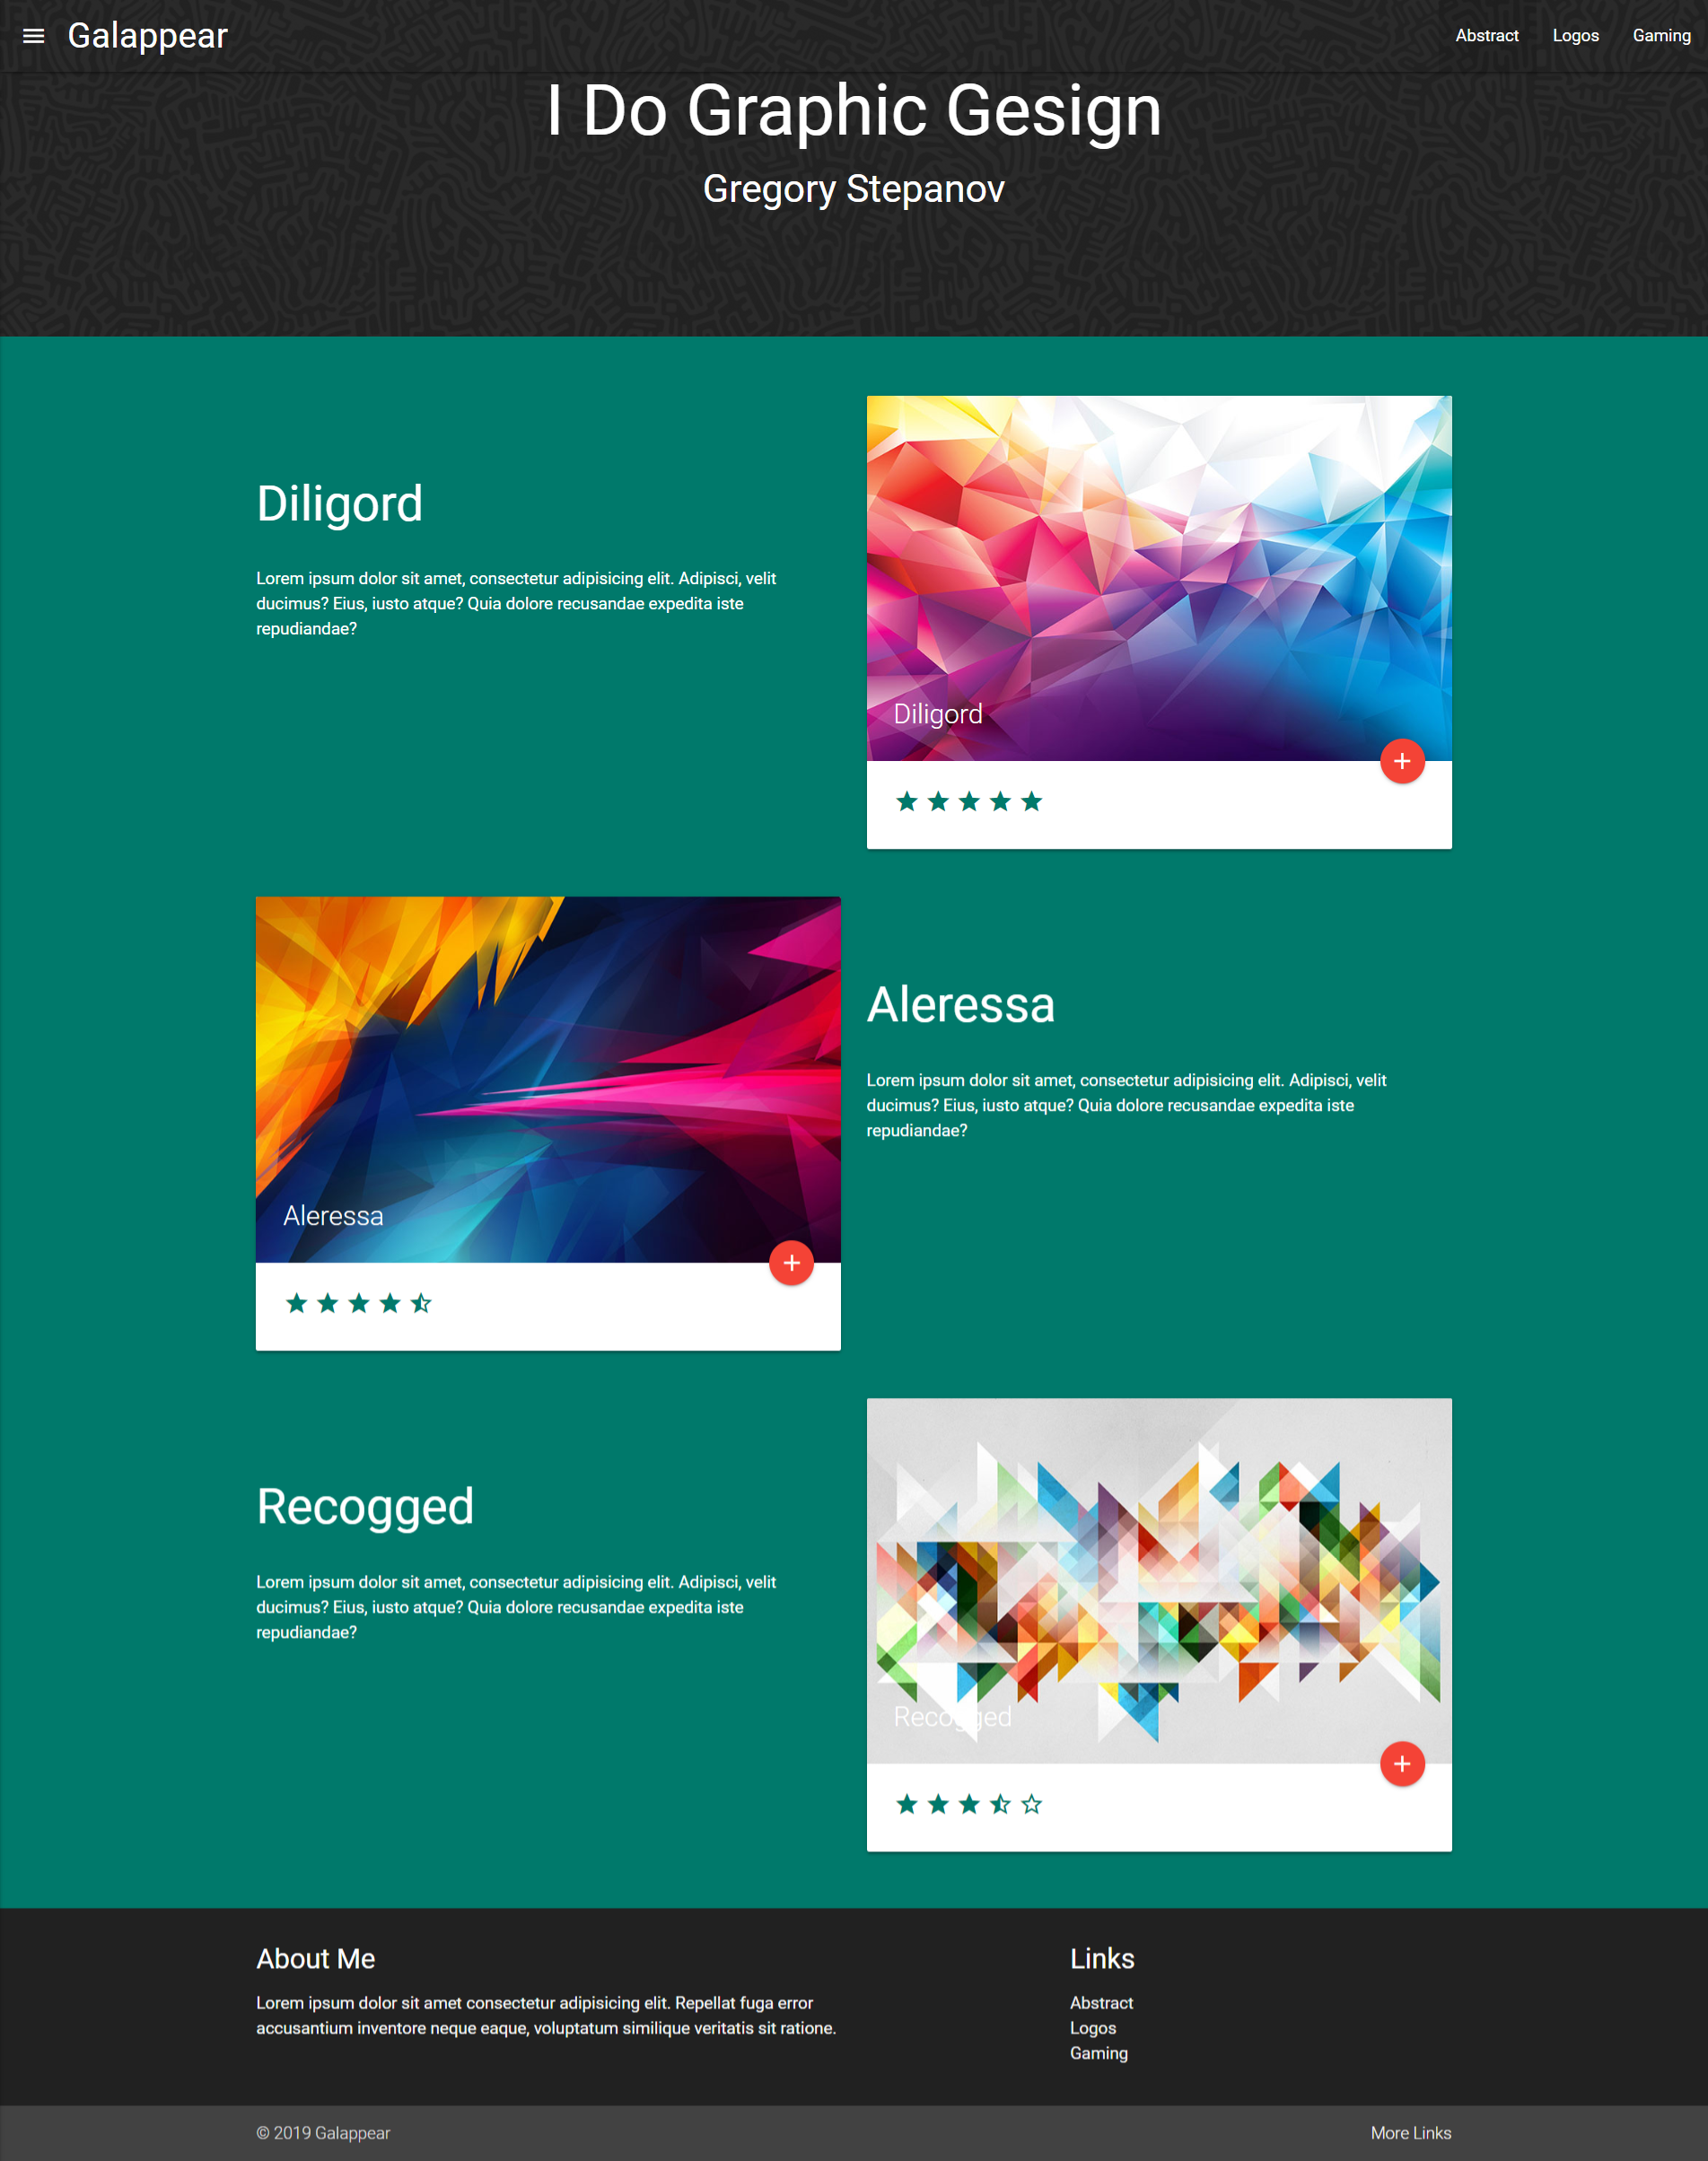 Galappear
Abstract Logos Gaming
I Do Graphic Gesign
Gregory Stepanov
Diligord
Lorem ipsum dolor sit amet, consectetur adipisicing elit. Adipisci, velit
ducimus? Eius, iusto atque? Quia dolore recusandae expedita iste
repudiandae?
Diligord
Aleressa
Aleressa
Lorem ipsum dolor sit amet, consectetur adipisicing elit. Adipisci, velit
ducimus? Eius, iusto atque? Quia dolore recusandae expedita iste
repudiandae?
Recogged
Lorem ipsum dolor sit amet, consectetur adipisicing elit. Adipisci, velit
ducimus? Eius, iusto atque? Quia dolore recusandae expedita iste
repudiandae?
Recogged
About Me
Lorem ipsum dolor sit amet consectetur adipisicing elit. Repellat fuga error
accusantium inventore neque eaque, voluptatum similique veritatis sit ratione.
Links
Abstract
Logos
Gaming
© 2019 Galappear
More Links